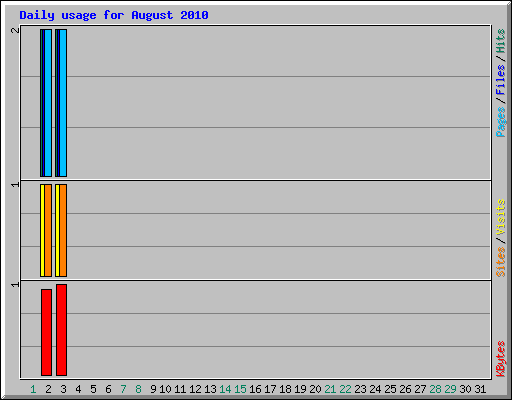 Daily usage for August 2010
2
Pages/Files/Hits
1
Sites/Visits
1
KBytes
1 2 3 4 5 6 7 8 9 10 11 12 13 14 15 16 17 18 19 20 21 22 23 24 25 26 27 28 29 30 31